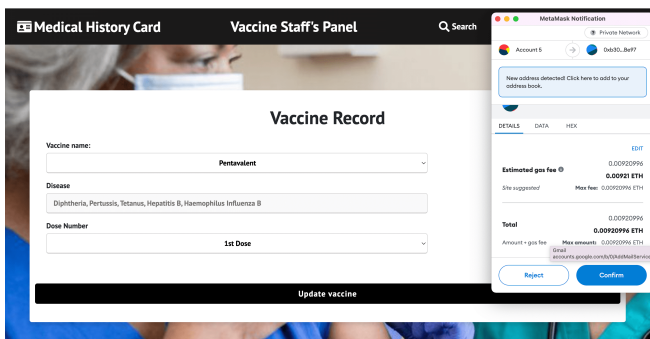 Medical History Card
Vaccine Staff's Panel
Search
Vaccine Record
Vaccine name:
Pentavalent
Disease
Diphtheria, Pertussis, Tetanus, Hepatitis B, Haemophilus Influenza B
Dose Number
1st Dose
Update vaccine
MetaMask Notification
Private Network
Account 5
0xb30...Be97
New address detected! Click here to add to your
address book.
DETAILS DATA HEX
EDIT
Estimated gas fee 0.00920996
0.00921 ETH
Site suggested Max fee: 0.00920996 ETH
Total 0.00920996
0.00920996 ETH
Amount + gas fee Max amount: 0.00920996 ETH
Gmail
Reject Confirm